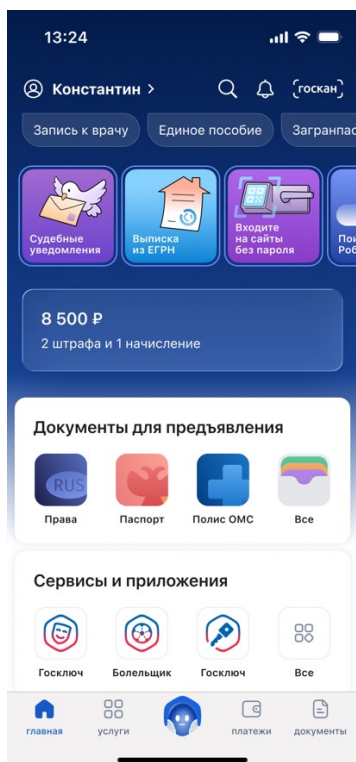 13:24
Константин >
госкан
Запись к врачу
Единое пособие
Загранпас
Судебные
уведомления
Выписка
из ЕГРН
Входите
на сайты
без пароля
Пои
Роб
8 500 ₽
2 штрафа и 1 начисление
Документы для предъявления
RUS
Права
Паспорт
Полис ОМС
Все
Сервисы и приложения
Госключ
Болельщик
Госключ
Все
главная
услуги
платежи
документы